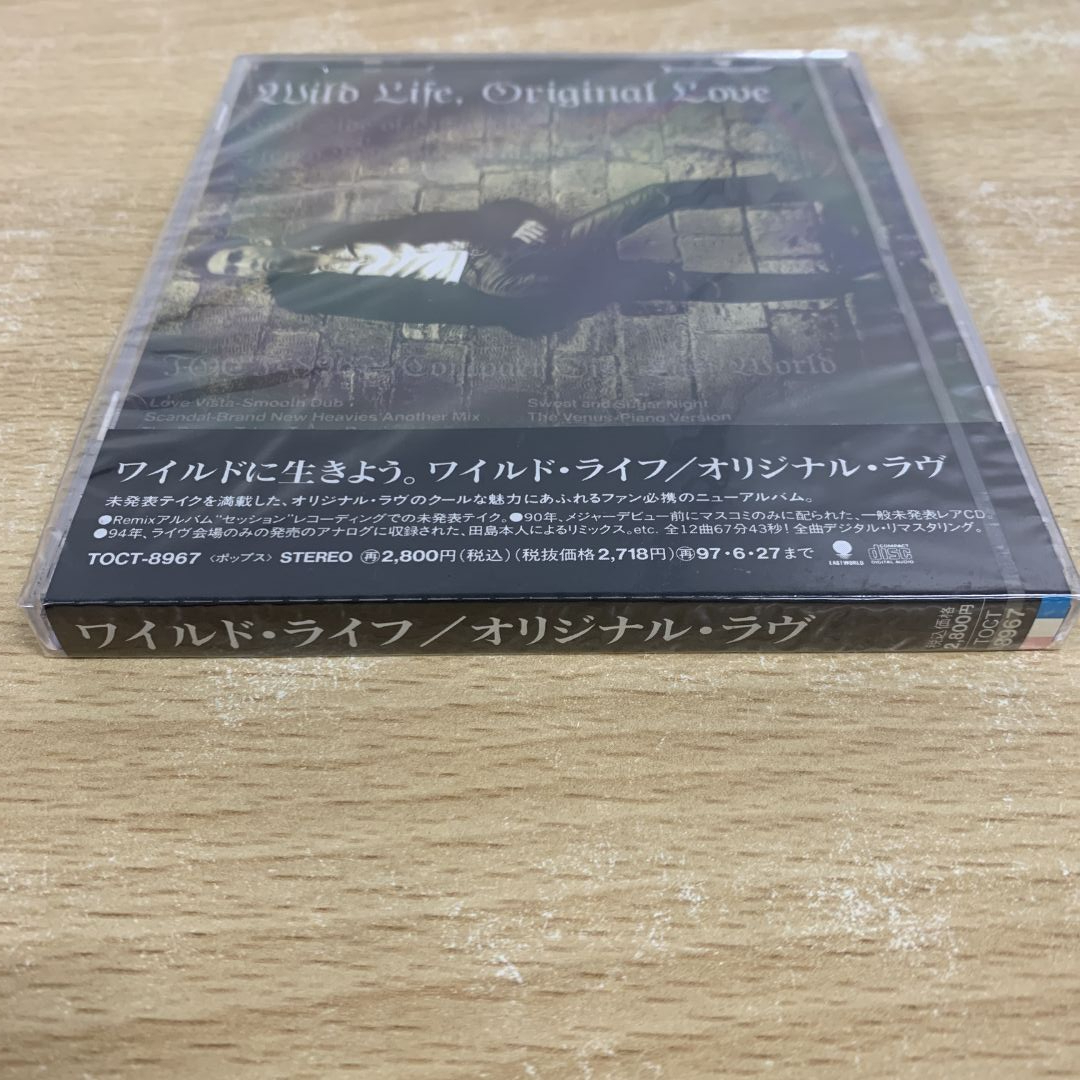 Wild Life, Original Love
World
Love Vista-Smooth Dub
Scandal-Brand New Heavies Another Mix
Sweet and Sugar Night
The Venus-Piano Version
ワイルドに生きよう。ワイルド・ライフ／オリジナル・ラヴ
未発表テイクを満載した、オリジナル・ラヴのクールな魅力にあふれるファン必携のニューアルバム。
●Remixアルバム“セッション”レコーディングでの未発表テイク。●90年、メジャーデビュー前にマスコミのみに配られた、一般未発表レアCD。
●94年、ライヴ会場のみの発売のアナログに収録された、田島本人によるリミックス。etc. 全12曲67分43秒! 全曲デジタル・リマスタリング。
TOCT-8967 〈ポップス〉 STEREO 再2,800円(税込)(税抜価格2,718円)再97・6・27まで
EASTWORLD
COMPACT disc DIGITAL AUDIO
ワイルド・ライフ／オリジナル・ラヴ
税込価格
2,800円
TOCT
8967